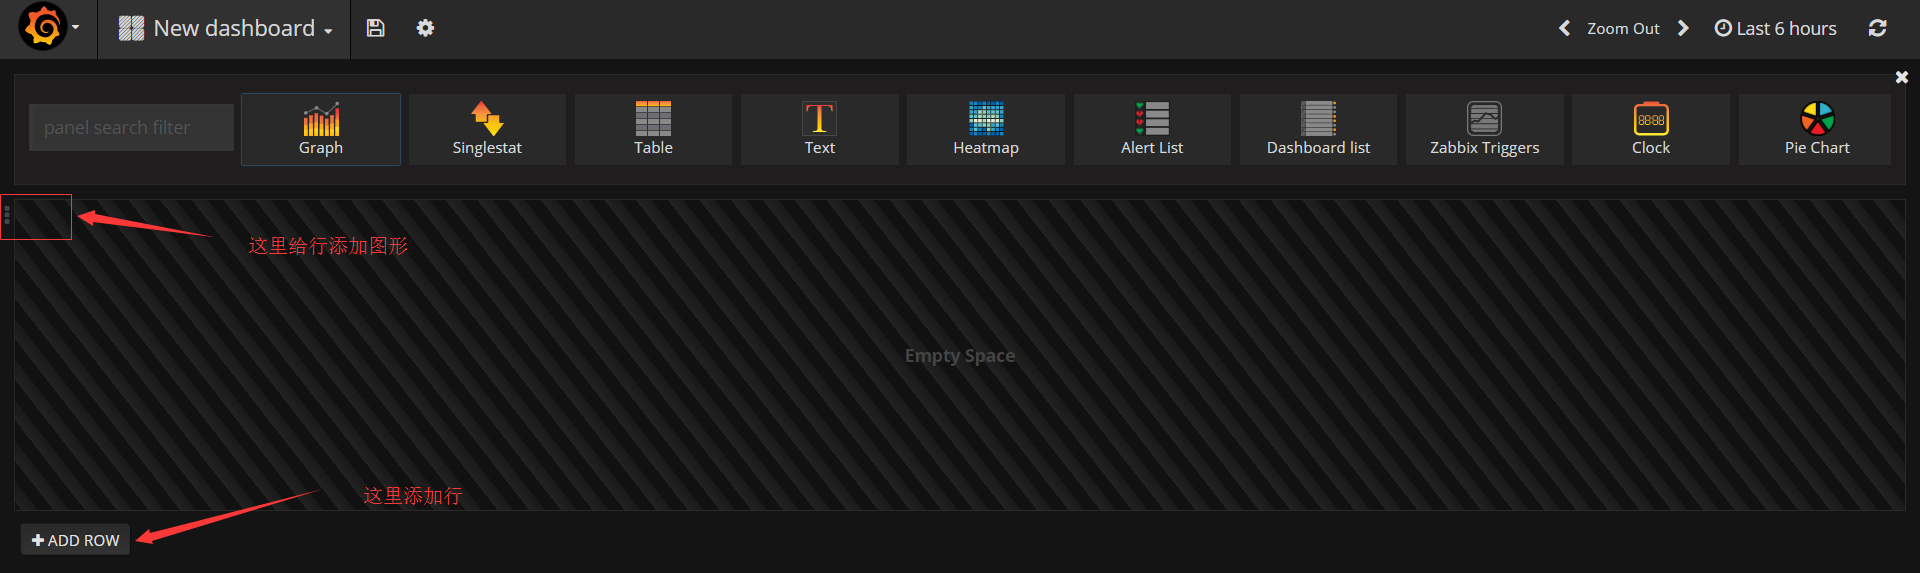 New dashboard
Zoom Out
Last 6 hours
panel search filter
Graph
Singlestat
Table
Text
Heatmap
Alert List
Dashboard list
Zabbix Triggers
Clock
Pie Chart
这里给行添加图形
Empty Space
这里添加行
ADD ROW